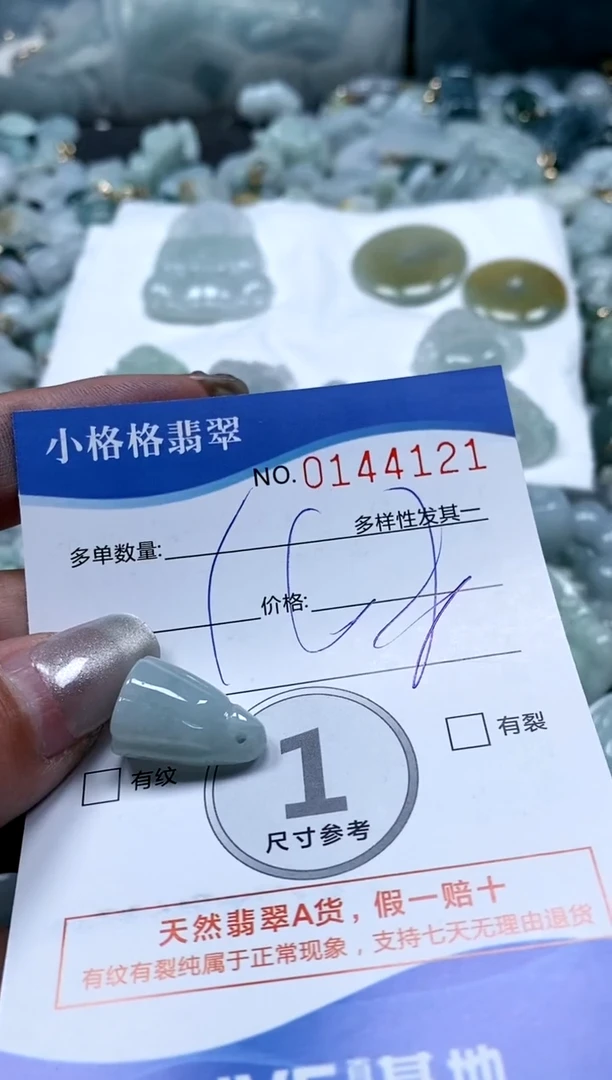 小格格翡翠
NO.0144121
多样性发其一
多单数量:
价格:
有纹
有裂
1
尺寸参考
天然翡翠A货，假一赔十
有纹有裂纯属于正常现象，支持七天无理由退货
基地